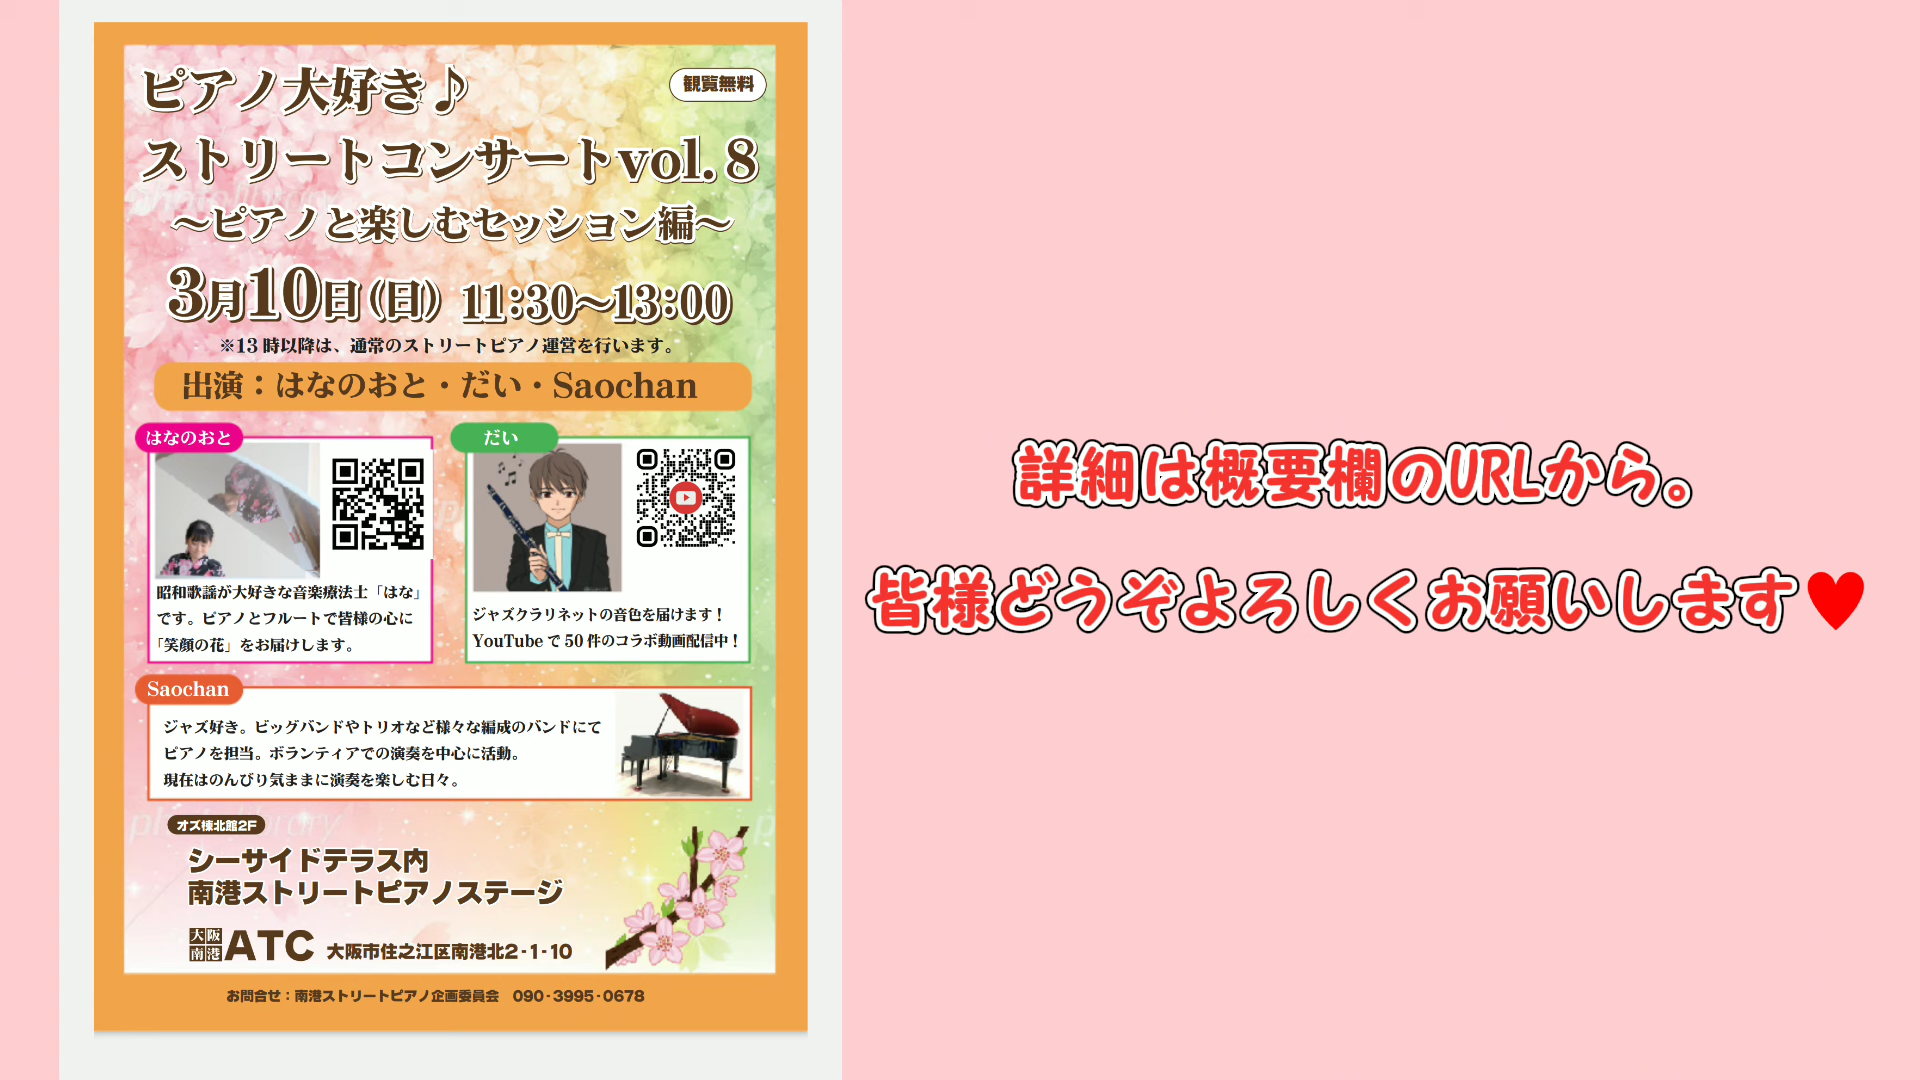 ピアノ大好き♪
観覧無料
ストリートコンサートvol.8
～ピアノと楽しむセッション編～
3月10日(日) 11:30～13:00
※13時以降は、通常のストリートピアノ運営を行います。
出演：はなのおと・だい・Saochan
はなのおと
昭和歌謡が大好きな音楽療法士「はな」
です。ピアノとフルートで皆様の心に
「笑顔の花」をお届けします。
だい
ジャズクラリネットの音色を届けます！
YouTubeで50件のコラボ動画配信中！
Saochan
ジャズ好き。ビッグバンドやトリオなど様々な編成のバンドにて
ピアノを担当。ボランティアでの演奏を中心に活動。
現在はのんびり気ままに演奏を楽しむ日々。
オズ棟北館2F
シーサイドテラス内
南港ストリートピアノステージ
大阪南港ATC 大阪市住之江区南港北2-1-10
お問合せ：南港ストリートピアノ企画委員会 090-3995-0678
詳細は概要欄のURLから。
皆様どうぞよろしくお願いします♥